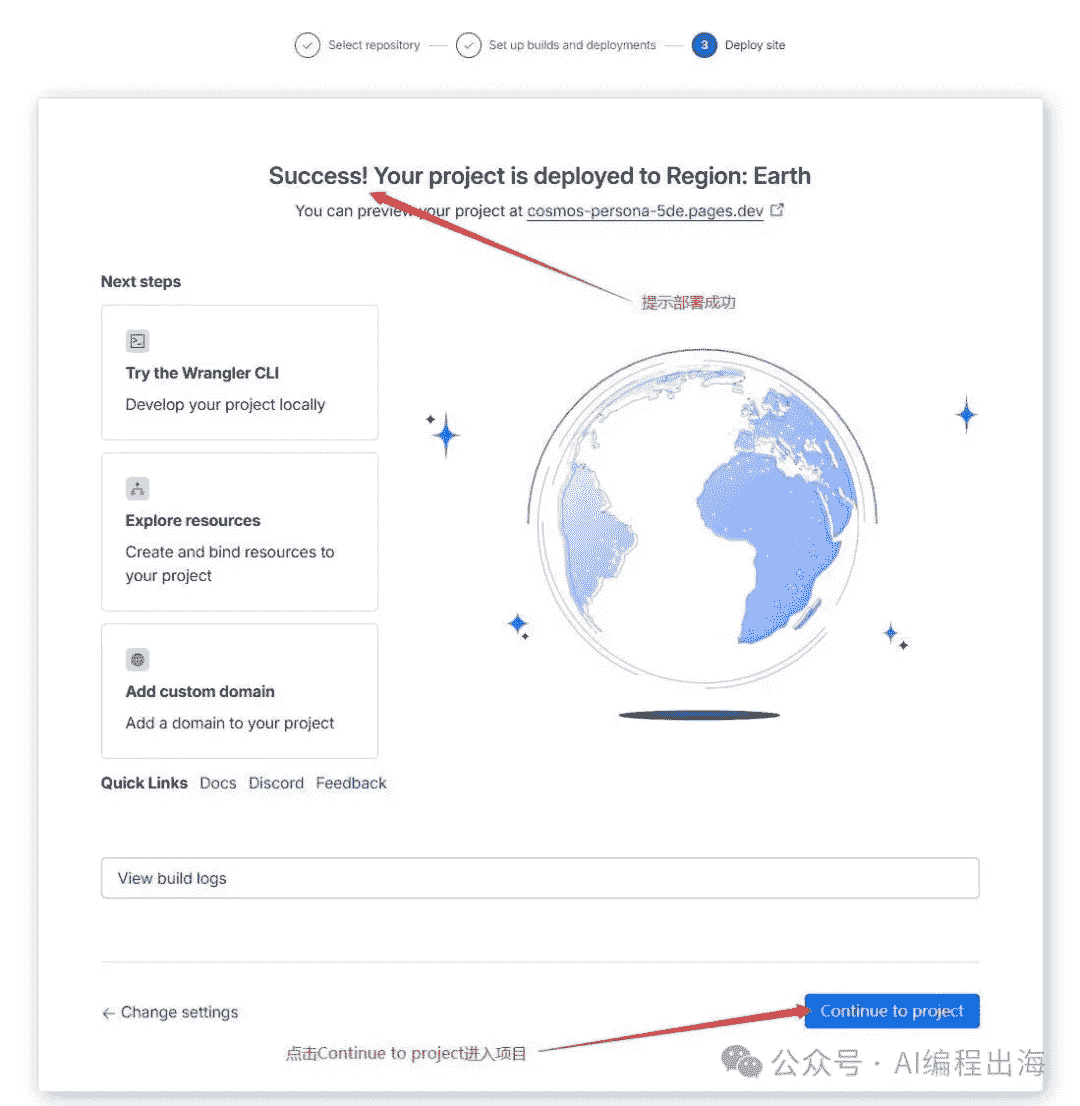 Select repository
Set up builds and deployments
3 Deploy site
Success! Your project is deployed to Region: Earth
You can preview your project at cosmos-persona-5de.pages.dev
提示部署成功
Next steps
Try the Wrangler CLI
Develop your project locally
Explore resources
Create and bind resources to
your project
Add custom domain
Add a domain to your project
Quick Links Docs Discord Feedback
View build logs
← Change settings
Continue to project
点击Continue to project进入项目
公众号 · AI编程出海